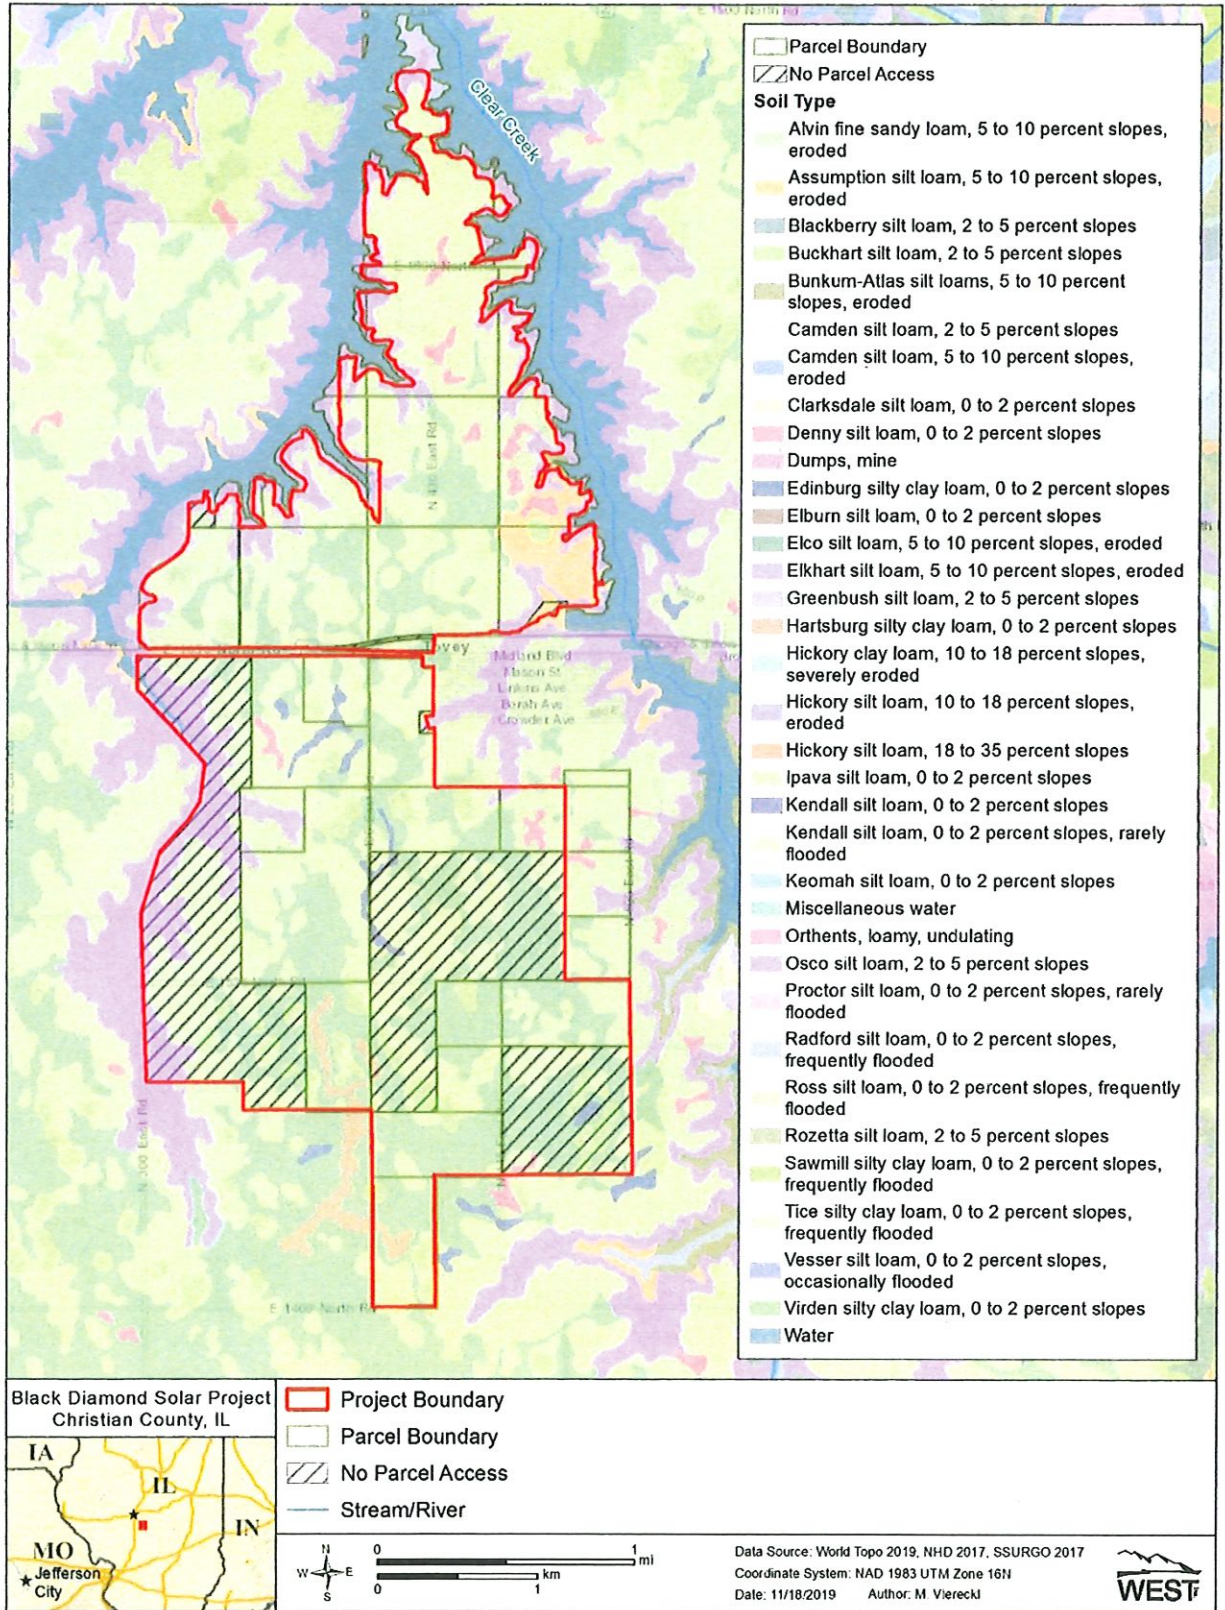 E 1500 North Rd
Clear Creek
N 430 East Rd
Tovey
Midland Blvd
Mason St
Linkins Ave
Borah Ave
Crowder Ave
N 300 East Rd
E 1400 North Rd
Parcel Boundary
No Parcel Access
Soil Type
Alvin fine sandy loam, 5 to 10 percent slopes,
eroded
Assumption silt loam, 5 to 10 percent slopes,
eroded
Blackberry silt loam, 2 to 5 percent slopes
Buckhart silt loam, 2 to 5 percent slopes
Bunkum-Atlas silt loams, 5 to 10 percent
slopes, eroded
Camden silt loam, 2 to 5 percent slopes
Camden silt loam, 5 to 10 percent slopes,
eroded
Clarksdale silt loam, 0 to 2 percent slopes
Denny silt loam, 0 to 2 percent slopes
Dumps, mine
Edinburg silty clay loam, 0 to 2 percent slopes
Elburn silt loam, 0 to 2 percent slopes
Elco silt loam, 5 to 10 percent slopes, eroded
Elkhart silt loam, 5 to 10 percent slopes, eroded
Greenbush silt loam, 2 to 5 percent slopes
Hartsburg silty clay loam, 0 to 2 percent slopes
Hickory clay loam, 10 to 18 percent slopes,
severely eroded
Hickory silt loam, 10 to 18 percent slopes,
eroded
Hickory silt loam, 18 to 35 percent slopes
Ipava silt loam, 0 to 2 percent slopes
Kendall silt loam, 0 to 2 percent slopes
Kendall silt loam, 0 to 2 percent slopes, rarely
flooded
Keomah silt loam, 0 to 2 percent slopes
Miscellaneous water
Orthents, loamy, undulating
Osco silt loam, 2 to 5 percent slopes
Proctor silt loam, 0 to 2 percent slopes, rarely
flooded
Radford silt loam, 0 to 2 percent slopes,
frequently flooded
Ross silt loam, 0 to 2 percent slopes, frequently
flooded
Rozetta silt loam, 2 to 5 percent slopes
Sawmill silty clay loam, 0 to 2 percent slopes,
frequently flooded
Tice silty clay loam, 0 to 2 percent slopes,
frequently flooded
Vesser silt loam, 0 to 2 percent slopes,
occasionally flooded
Virden silty clay loam, 0 to 2 percent slopes
Water
Black Diamond Solar Project
Christian County, IL
IA
IL
IN
MO
Jefferson
City
Project Boundary
Parcel Boundary
No Parcel Access
Stream/River
N
W E
S
0 1
mi
km
0 1
Data Source: World Topo 2019, NHD 2017, SSURGO 2017
Coordinate System: NAD 1983 UTM Zone 16N
Date: 11/18/2019 Author: M. Viereckl
WEST